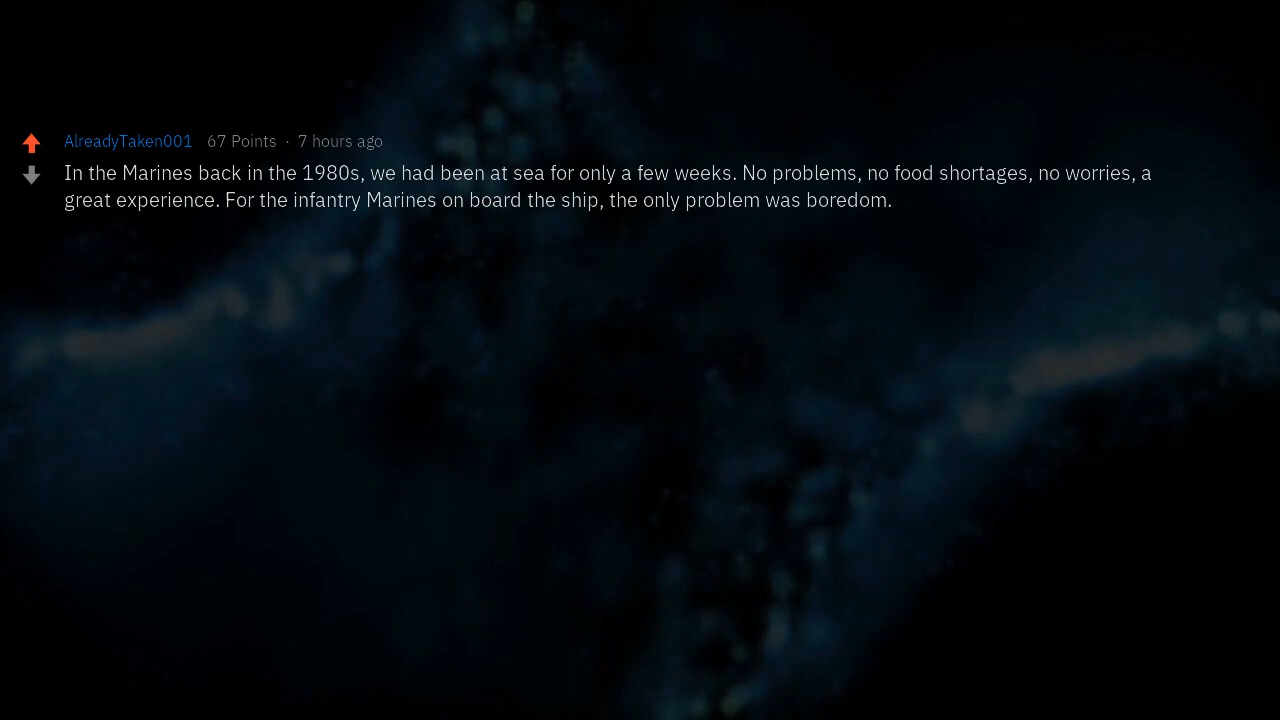 AlreadyTaken001 67 Points · 7 hours ago
In the Marines back in the 1980s, we had been at sea for only a few weeks. No problems, no food shortages, no worries, a
great experience. For the infantry Marines on board the ship, the only problem was boredom.